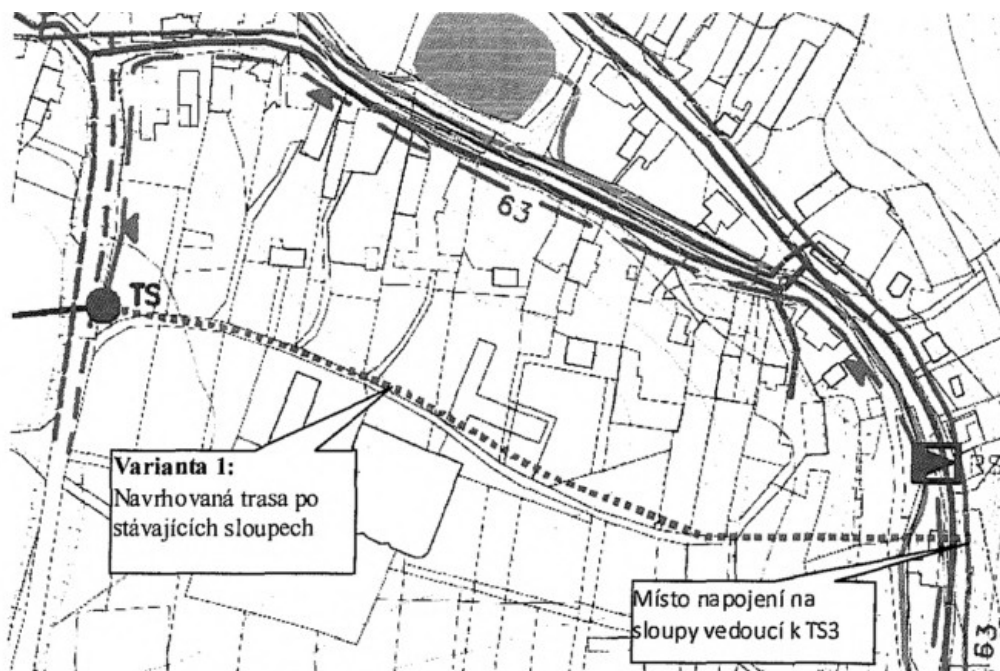 63
TS
Varianta 1:
Navrhovaná trasa po
stávajících sloupech
Místo napojení na
sloupy vedoucí k TS3
63